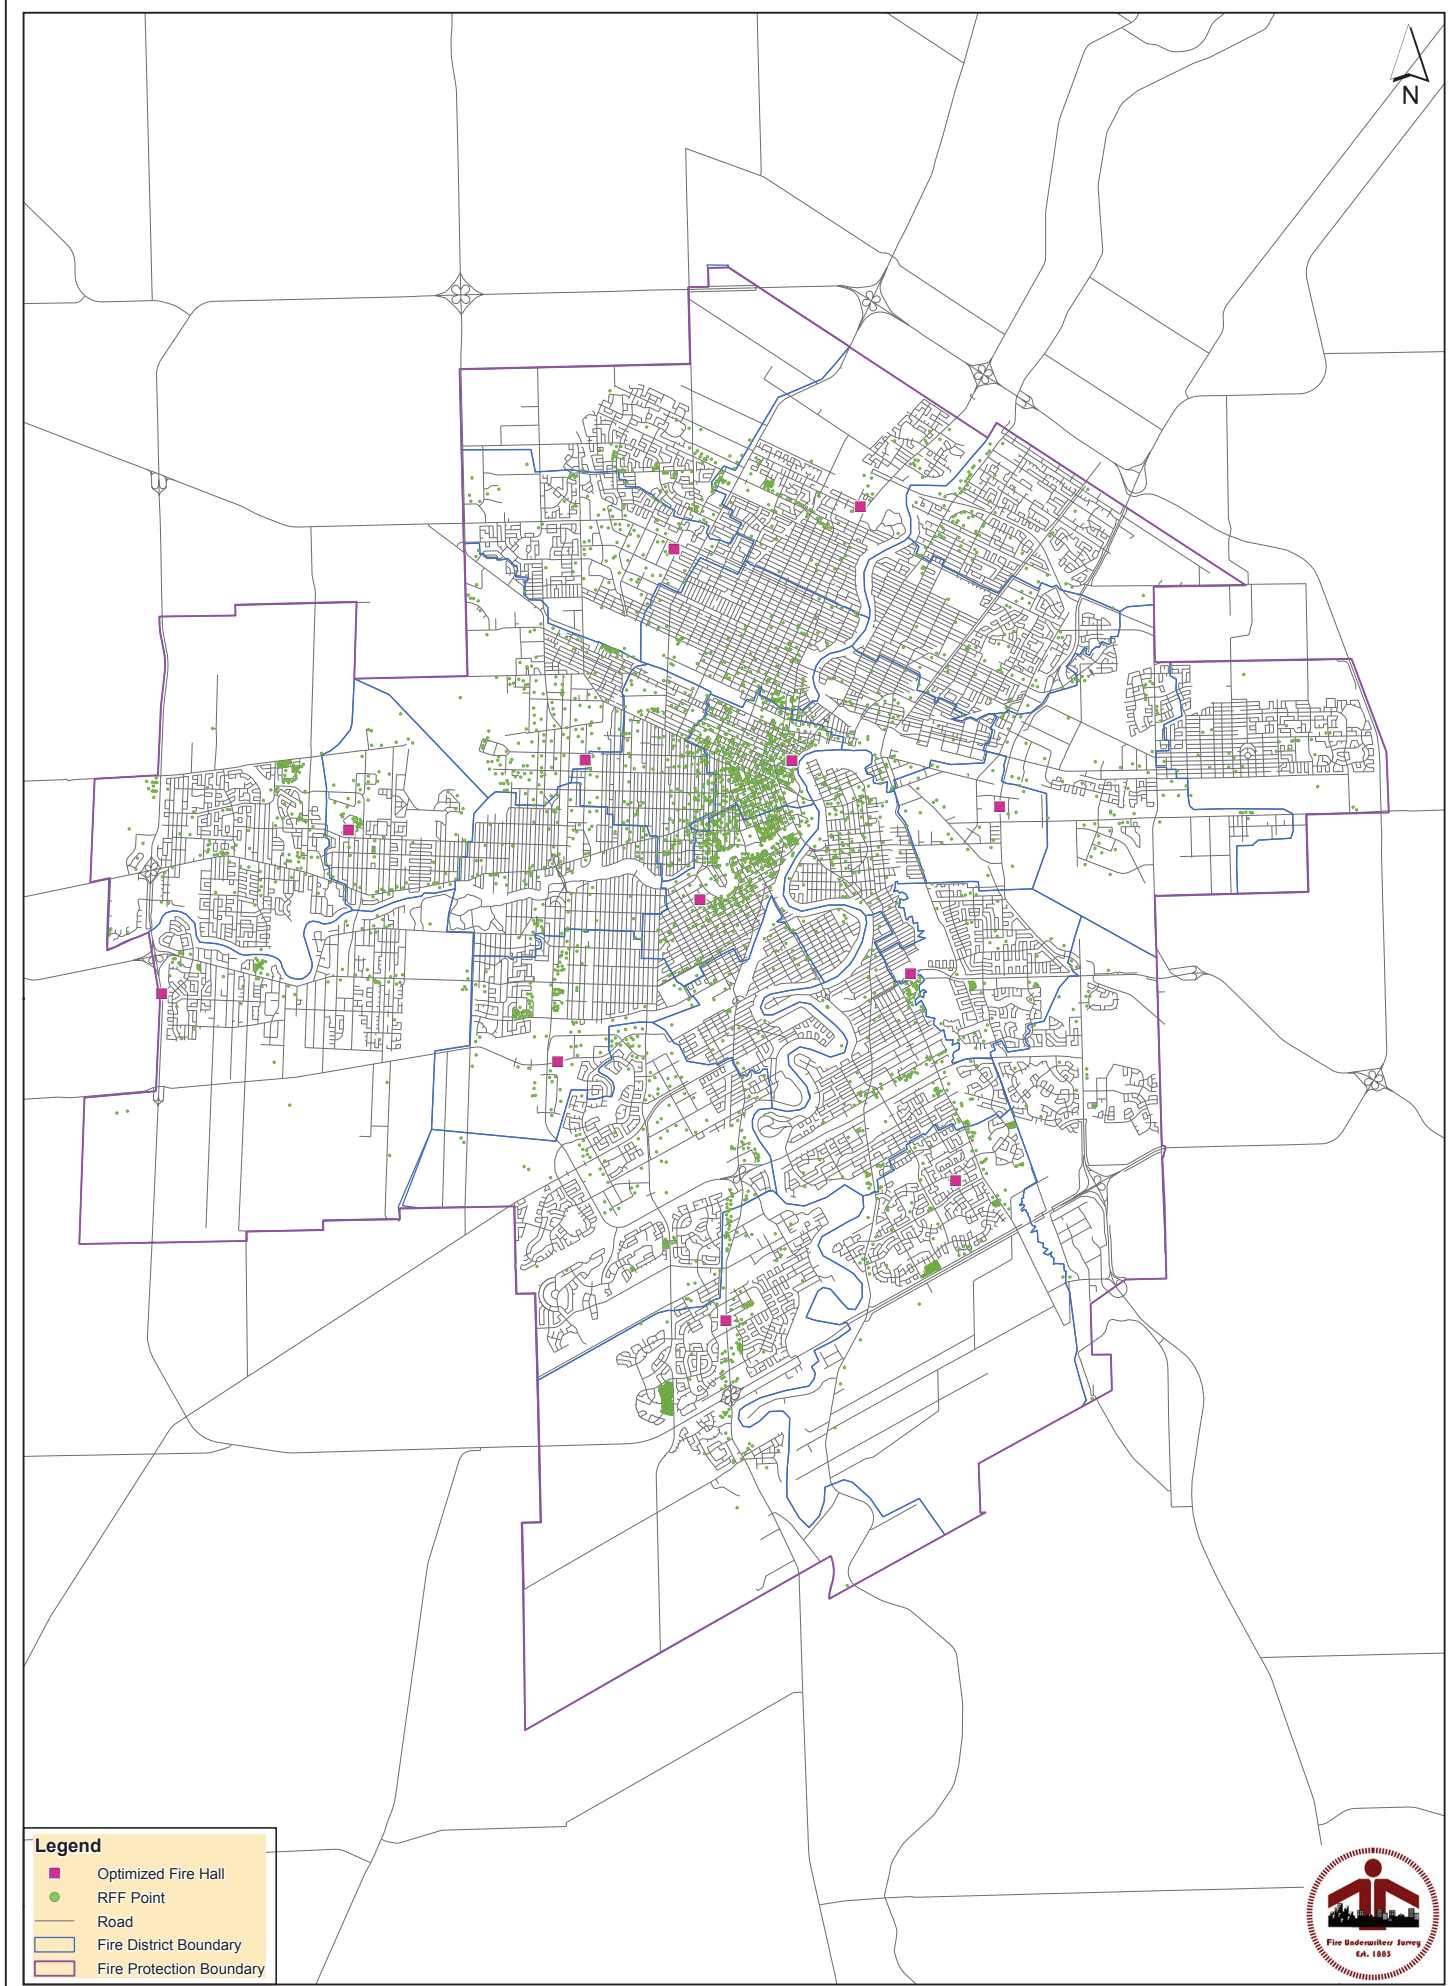 N
Legend
Optimized Fire Hall
RFF Point
Road
Fire District Boundary
Fire Protection Boundary
Fire Underwriters Survey
Est. 1883